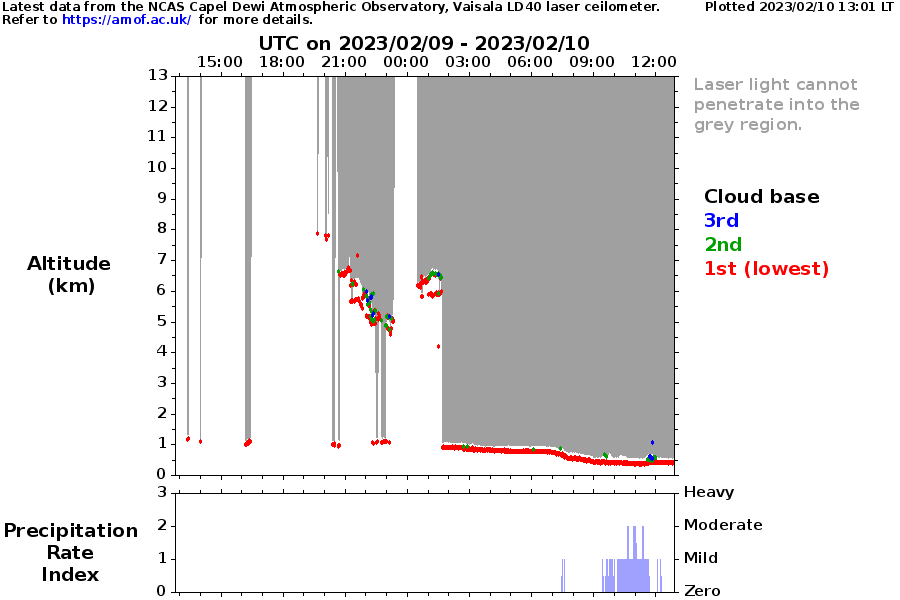 Latest data from the NCAS Capel Dewi Atmospheric Observatory, Vaisala LD40 laser ceilometer. Plotted 2023/02/10 13:01 LT
Refer to https://amof.ac.uk/ for more details.
UTC on 2023/02/09 - 2023/02/10
15:00 18:00 21:00 00:00 03:00 06:00 09:00 12:00
13
12
11
10
9
8
7
6
5
4
3
2
1
0
Altitude
(km)
Laser light cannot
penetrate into the
grey region.
Cloud base
3rd
2nd
1st (lowest)
3 Heavy
2 Moderate
1 Mild
0 Zero
Precipitation
Rate
Index